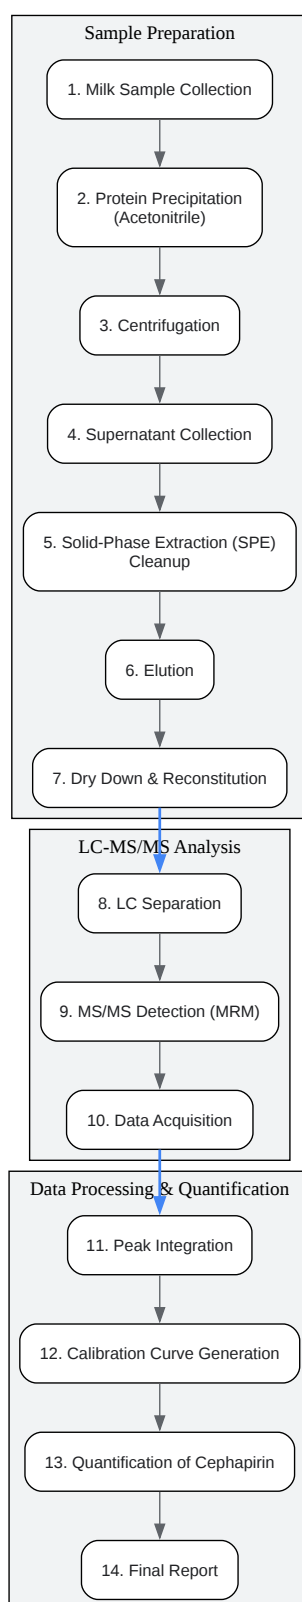 Sample Preparation
1. Milk Sample Collection
2. Protein Precipitation
(Acetonitrile)
3. Centrifugation
4. Supernatant Collection
5. Solid-Phase Extraction (SPE)
Cleanup
6. Elution
7. Dry Down & Reconstitution
LC-MS/MS Analysis
8. LC Separation
9. MS/MS Detection (MRM)
10. Data Acquisition
Data Processing & Quantification
11. Peak Integration
12. Calibration Curve Generation
13. Quantification of Cephapirin
14. Final Report